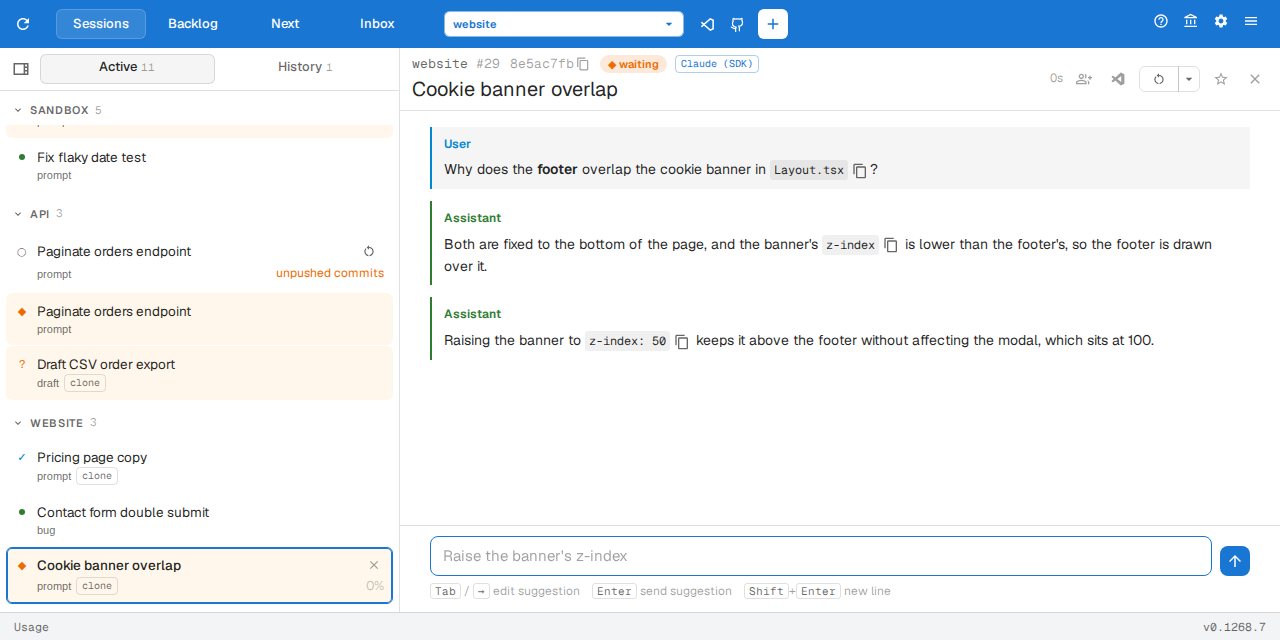 Sessions Backlog Next Inbox website
Active 11 History 1
SANDBOX 5
Fix flaky date test
prompt
API 3
Paginate orders endpoint
prompt unpushed commits
Paginate orders endpoint
prompt
? Draft CSV order export
draft clone
WEBSITE 3
✓ Pricing page copy
prompt clone
Contact form double submit
bug
Cookie banner overlap
prompt clone 0%
website #29 8e5ac7fb waiting Claude (SDK)
Cookie banner overlap
0s
User
Why does the footer overlap the cookie banner in Layout.tsx ?
Assistant
Both are fixed to the bottom of the page, and the banner's z-index is lower than the footer's, so the footer is drawn
over it.
Assistant
Raising the banner to z-index: 50 keeps it above the footer without affecting the modal, which sits at 100.
Raise the banner's z-index
Tab / → edit suggestion Enter send suggestion Shift+Enter new line
Usage v0.1268.7